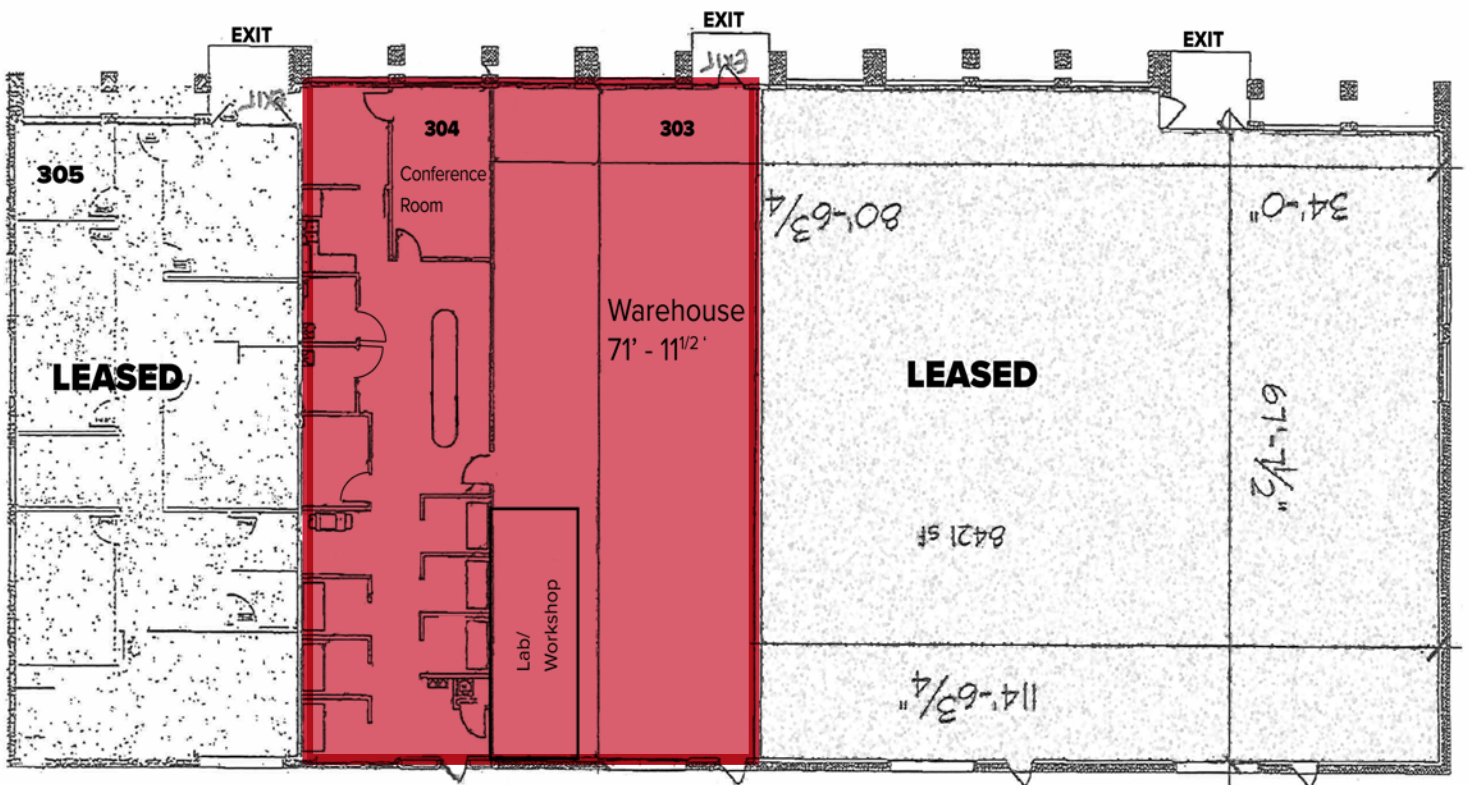 EXIT
EXIT
EXIT
EXIT
EXIT
305
304
303
Conference
Room
80'-6 3/4
34'-0"
Warehouse
71' - 11 1/2 '
LEASED
LEASED
67'-7 1/2"
8421 sf
Lab/
Workshop
114'-6 3/4"